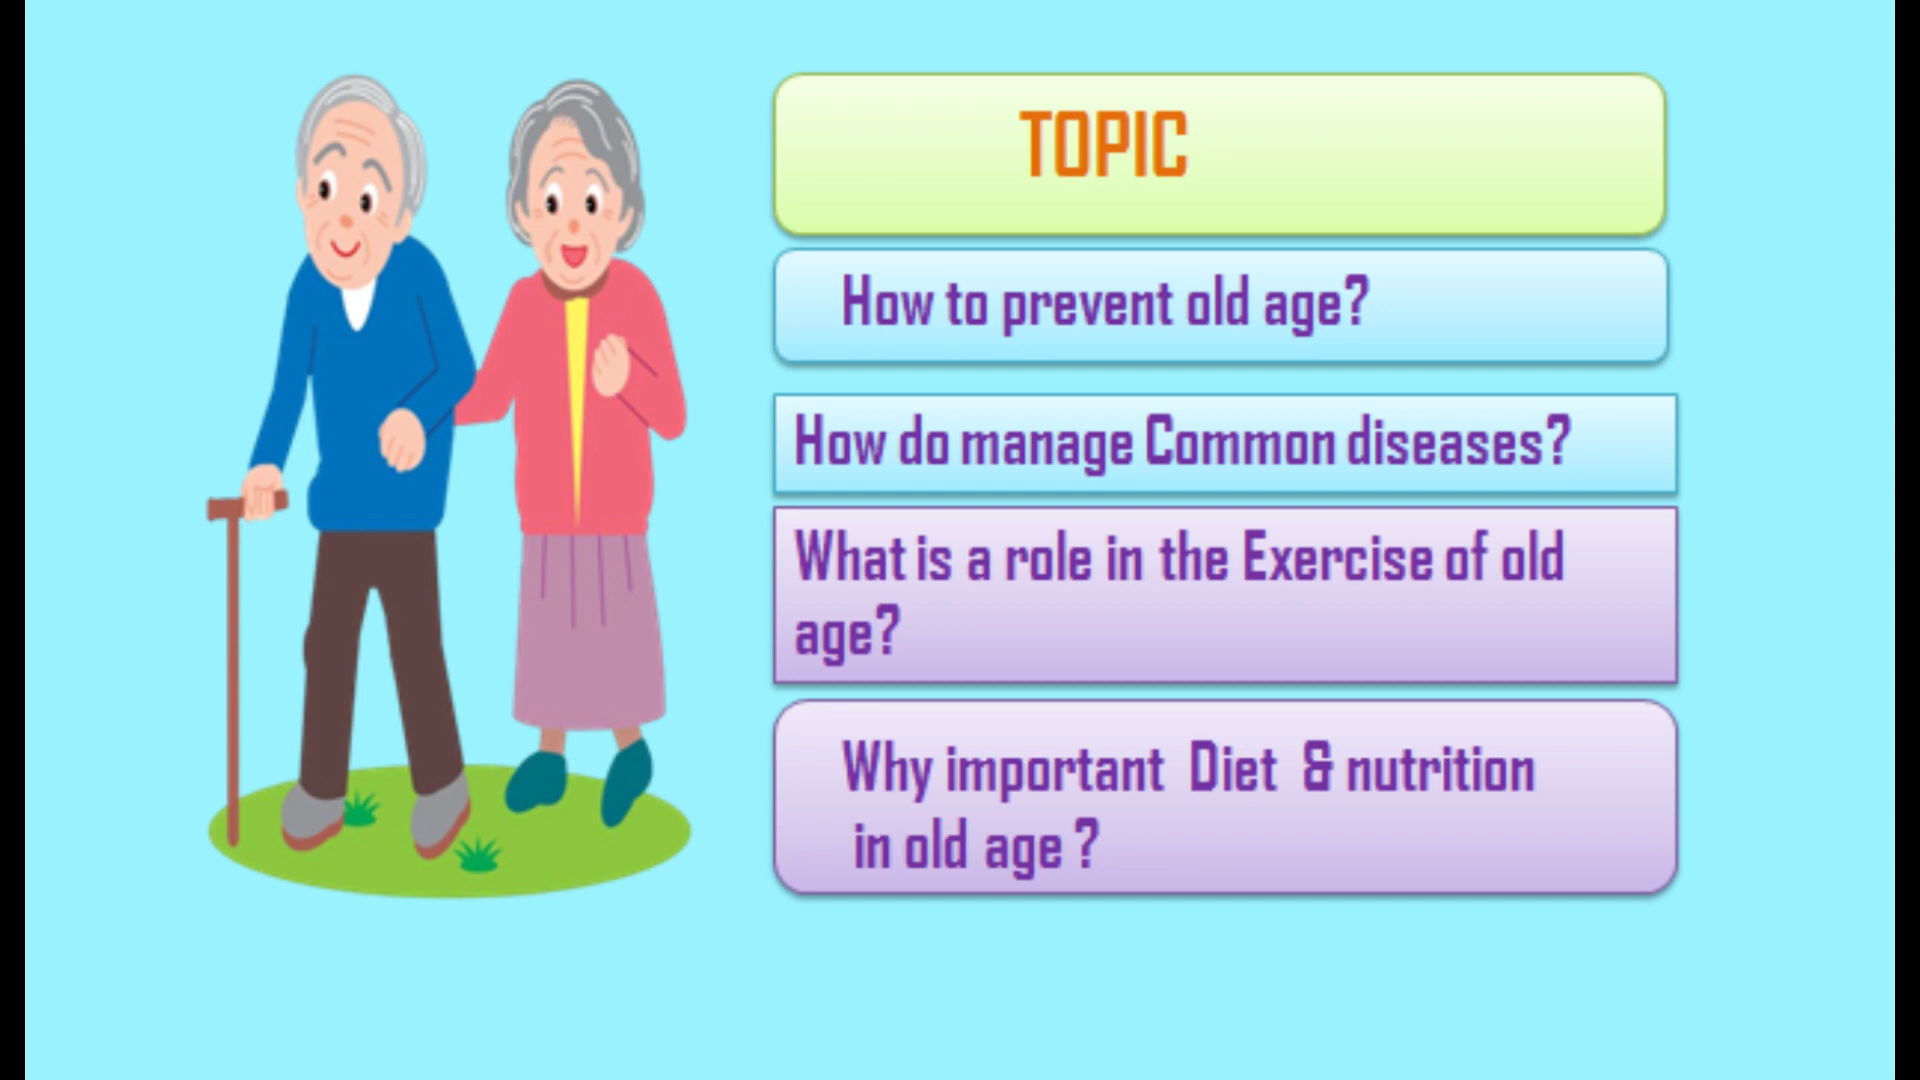 TOPIC
How to prevent old age?
How do manage Common diseases?
What is a role in the Exercise of old
age?
Why important Diet & nutrition
in old age ?